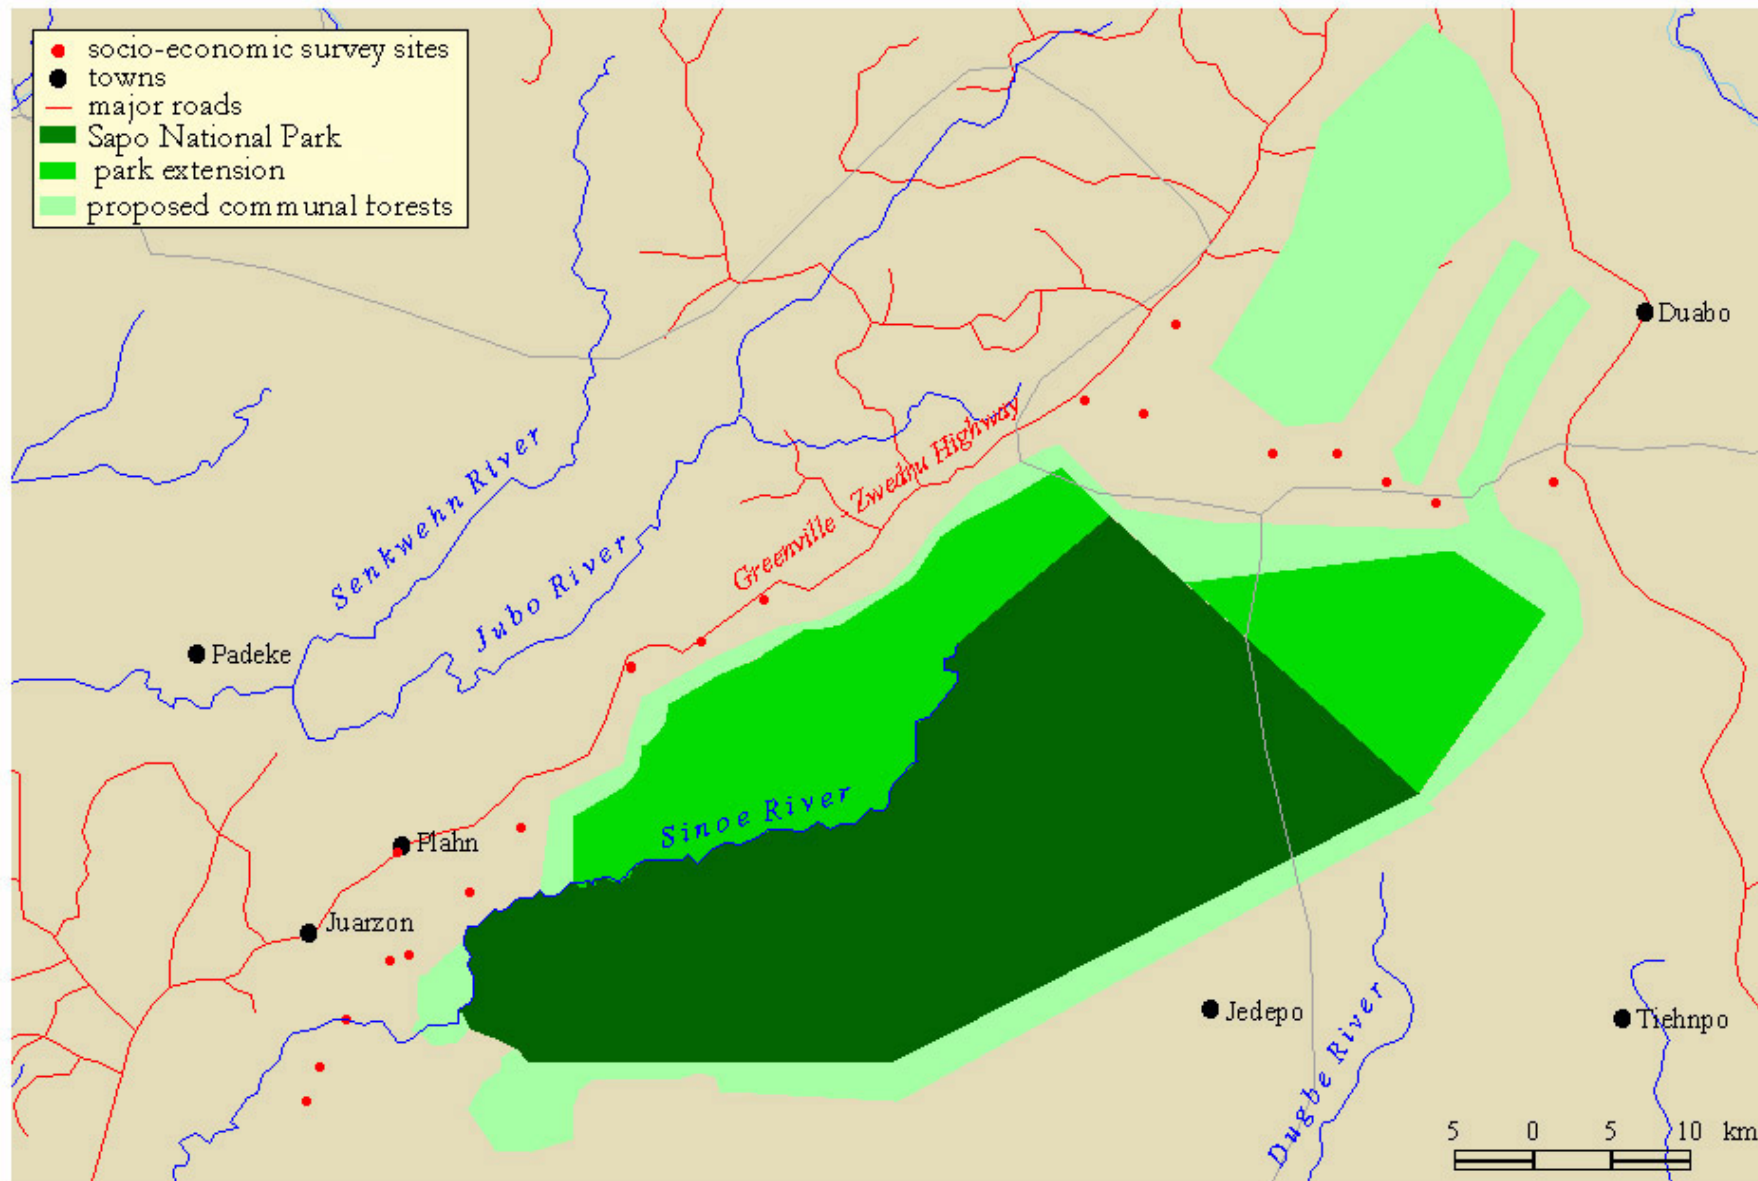 socio-economic survey sites
towns
major roads
Sapo National Park
park extension
proposed communal forests
Duabo
Greenville - Zwedru Highway
Senkwehn River
Jubo River
Padeke
Sinoe River
Plahn
Juarzon
Jedepo
Tiehnpo
Dugbe River
5 0 5 10 km